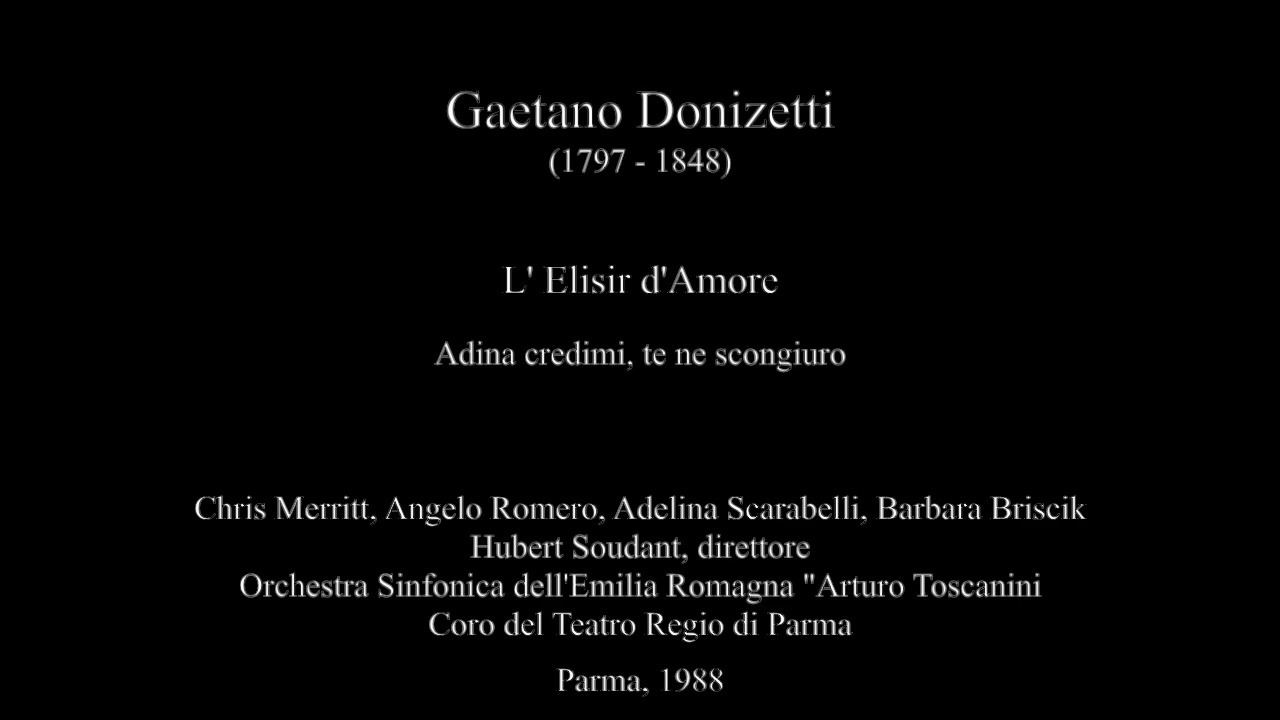 Gaetano Donizetti
(1797 - 1848)
L' Elisir d'Amore
Adina credimi, te ne scongiuro
Chris Merritt, Angelo Romero, Adelina Scarabelli, Barbara Briscik
Hubert Soudant, direttore
Orchestra Sinfonica dell'Emilia Romagna "Arturo Toscanini
Coro del Teatro Regio di Parma
Parma, 1988